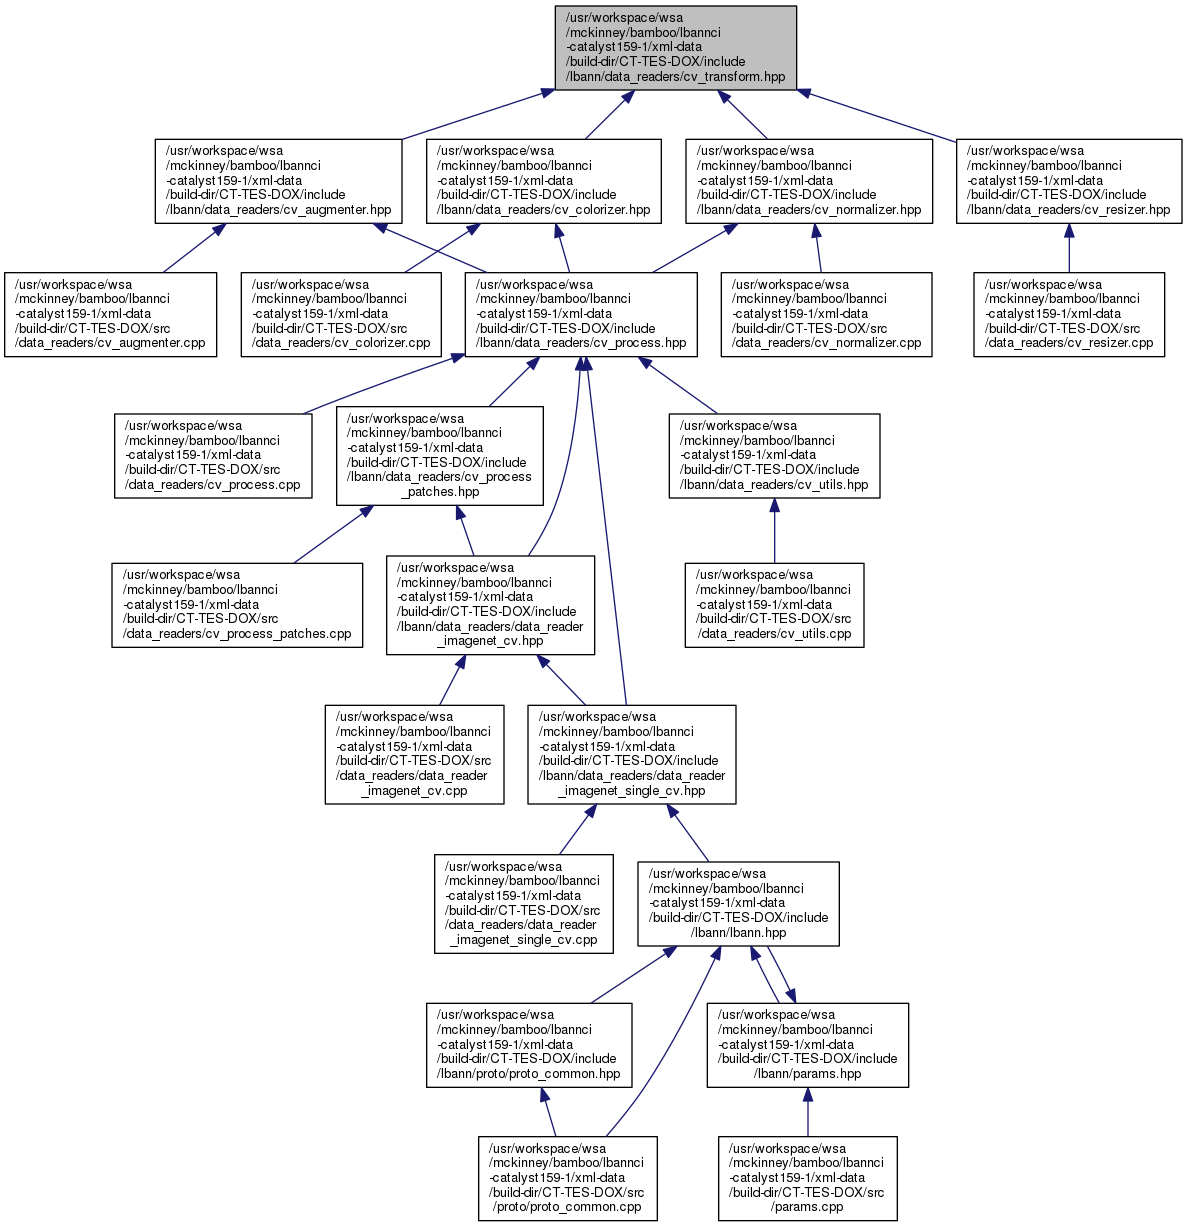 /usr/workspace/wsa
/mckinney/bamboo/lbannci
-catalyst159-1/xml-data
/build-dir/CT-TES-DOX/include
/lbann/data_readers/cv_transform.hpp
/usr/workspace/wsa
/mckinney/bamboo/lbannci
-catalyst159-1/xml-data
/build-dir/CT-TES-DOX/include
/lbann/data_readers/cv_augmenter.hpp
/usr/workspace/wsa
/mckinney/bamboo/lbannci
-catalyst159-1/xml-data
/build-dir/CT-TES-DOX/include
/lbann/data_readers/cv_colorizer.hpp
/usr/workspace/wsa
/mckinney/bamboo/lbannci
-catalyst159-1/xml-data
/build-dir/CT-TES-DOX/include
/lbann/data_readers/cv_normalizer.hpp
/usr/workspace/wsa
/mckinney/bamboo/lbannci
-catalyst159-1/xml-data
/build-dir/CT-TES-DOX/include
/lbann/data_readers/cv_resizer.hpp
/usr/workspace/wsa
/mckinney/bamboo/lbannci
-catalyst159-1/xml-data
/build-dir/CT-TES-DOX/src
/data_readers/cv_augmenter.cpp
/usr/workspace/wsa
/mckinney/bamboo/lbannci
-catalyst159-1/xml-data
/build-dir/CT-TES-DOX/src
/data_readers/cv_colorizer.cpp
/usr/workspace/wsa
/mckinney/bamboo/lbannci
-catalyst159-1/xml-data
/build-dir/CT-TES-DOX/include
/lbann/data_readers/cv_process.hpp
/usr/workspace/wsa
/mckinney/bamboo/lbannci
-catalyst159-1/xml-data
/build-dir/CT-TES-DOX/src
/data_readers/cv_normalizer.cpp
/usr/workspace/wsa
/mckinney/bamboo/lbannci
-catalyst159-1/xml-data
/build-dir/CT-TES-DOX/src
/data_readers/cv_resizer.cpp
/usr/workspace/wsa
/mckinney/bamboo/lbannci
-catalyst159-1/xml-data
/build-dir/CT-TES-DOX/src
/data_readers/cv_process.cpp
/usr/workspace/wsa
/mckinney/bamboo/lbannci
-catalyst159-1/xml-data
/build-dir/CT-TES-DOX/include
/lbann/data_readers/cv_process
_patches.hpp
/usr/workspace/wsa
/mckinney/bamboo/lbannci
-catalyst159-1/xml-data
/build-dir/CT-TES-DOX/include
/lbann/data_readers/cv_utils.hpp
/usr/workspace/wsa
/mckinney/bamboo/lbannci
-catalyst159-1/xml-data
/build-dir/CT-TES-DOX/src
/data_readers/cv_process_patches.cpp
/usr/workspace/wsa
/mckinney/bamboo/lbannci
-catalyst159-1/xml-data
/build-dir/CT-TES-DOX/include
/lbann/data_readers/data_reader
_imagenet_cv.hpp
/usr/workspace/wsa
/mckinney/bamboo/lbannci
-catalyst159-1/xml-data
/build-dir/CT-TES-DOX/src
/data_readers/cv_utils.cpp
/usr/workspace/wsa
/mckinney/bamboo/lbannci
-catalyst159-1/xml-data
/build-dir/CT-TES-DOX/src
/data_readers/data_reader
_imagenet_cv.cpp
/usr/workspace/wsa
/mckinney/bamboo/lbannci
-catalyst159-1/xml-data
/build-dir/CT-TES-DOX/include
/lbann/data_readers/data_reader
_imagenet_single_cv.hpp
/usr/workspace/wsa
/mckinney/bamboo/lbannci
-catalyst159-1/xml-data
/build-dir/CT-TES-DOX/src
/data_readers/data_reader
_imagenet_single_cv.cpp
/usr/workspace/wsa
/mckinney/bamboo/lbannci
-catalyst159-1/xml-data
/build-dir/CT-TES-DOX/include
/lbann/lbann.hpp
/usr/workspace/wsa
/mckinney/bamboo/lbannci
-catalyst159-1/xml-data
/build-dir/CT-TES-DOX/include
/lbann/proto/proto_common.hpp
/usr/workspace/wsa
/mckinney/bamboo/lbannci
-catalyst159-1/xml-data
/build-dir/CT-TES-DOX/include
/lbann/params.hpp
/usr/workspace/wsa
/mckinney/bamboo/lbannci
-catalyst159-1/xml-data
/build-dir/CT-TES-DOX/src
/proto/proto_common.cpp
/usr/workspace/wsa
/mckinney/bamboo/lbannci
-catalyst159-1/xml-data
/build-dir/CT-TES-DOX/src
/params.cpp